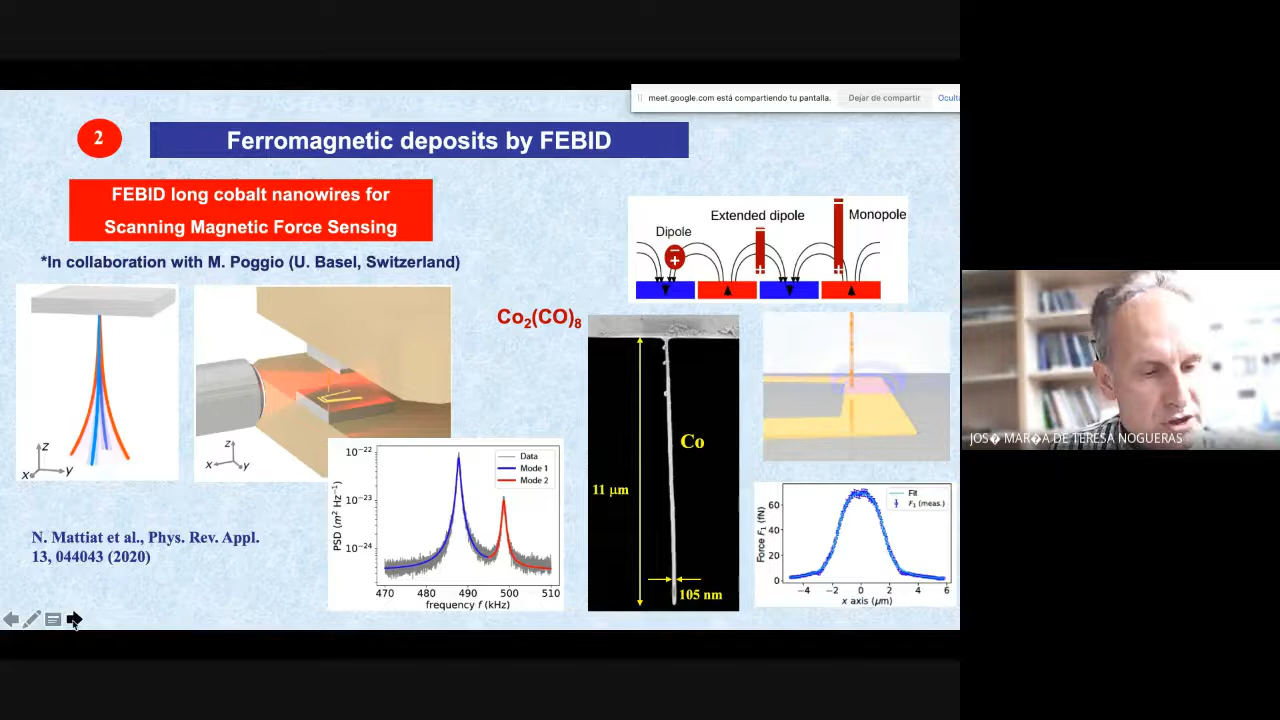 meet.google.com está compartiendo tu pantalla.
Dejar de compartir
Oculta
2
Ferromagnetic deposits by FEBID
FEBID long cobalt nanowires for
Scanning Magnetic Force Sensing
*In collaboration with M. Poggio (U. Basel, Switzerland)
Dipole
Extended dipole
Monopole
Co2(CO)8
z
x
y
z
x
y
Co
11 µm
105 nm
N. Mattiat et al., Phys. Rev. Appl.
13, 044043 (2020)
Data
Mode 1
Mode 2
10⁻²²
10⁻²³
10⁻²⁴
PSD (m² Hz⁻¹)
470 480 490 500 510
frequency f (kHz)
Fit
F₁ (meas.)
60
40
20
0
Force F₁ (fN)
−4 −2 0 2 4 6
x axis (µm)
JOS� MAR�A DE TERESA NOGUERAS